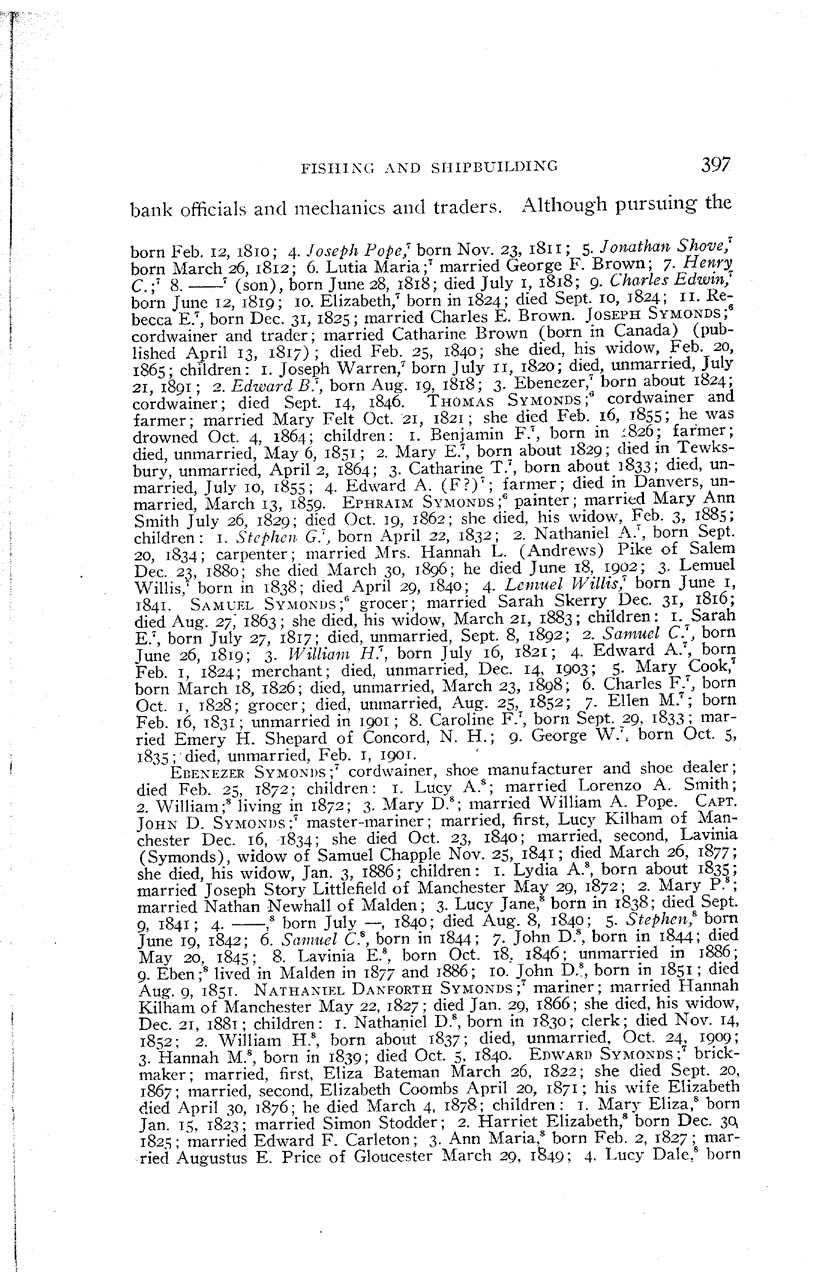 FISHING AND SHIPBUILDING 397
bank officials and mechanics and traders. Although pursuing the
born Feb. 12, 1810; 4. Joseph Pope,⁷ born Nov. 23, 1811; 5. Jonathan Shove,⁷
born March 26, 1812; 6. Lutia Maria;⁷ married George F. Brown; 7. Henry
C.;⁷ 8. ——⁷ (son), born June 28, 1818; died July 1, 1818; 9. Charles Edwin,⁷
born June 12, 1819; 10. Elizabeth,⁷ born in 1824; died Sept. 10, 1824; 11. Re-
becca E.⁷, born Dec. 31, 1825; married Charles E. Brown. JOSEPH SYMONDS;⁶
cordwainer and trader; married Catharine Brown (born in Canada) (pub-
lished April 13, 1817); died Feb. 25, 1840; she died, his widow, Feb. 20,
1865; children: 1. Joseph Warren,⁷ born July 11, 1820; died, unmarried, July
21, 1891; 2. Edward B.⁷, born Aug. 19, 1818; 3. Ebenezer,⁷ born about 1824;
cordwainer; died Sept. 14, 1846. THOMAS SYMONDS;⁶ cordwainer and
farmer; married Mary Felt Oct. 21, 1821; she died Feb. 16, 1855; he was
drowned Oct. 4, 1864; children: 1. Benjamin F.⁷, born in 1826; farmer;
died, unmarried, May 6, 1851; 2. Mary E.⁷, born about 1829; died in Tewks-
bury, unmarried, April 2, 1864; 3. Catharine T.⁷, born about 1833; died, un-
married, July 10, 1855; 4. Edward A. (F?)⁷; farmer; died in Danvers, un-
married, March 13, 1859. EPHRAIM SYMONDS;⁶ painter; married Mary Ann
Smith July 26, 1829; died Oct. 19, 1862; she died, his widow, Feb. 3, 1885;
children: 1. Stephen G.⁷, born April 22, 1832; 2. Nathaniel A.⁷, born Sept.
20, 1834; carpenter; married Mrs. Hannah L. (Andrews) Pike of Salem
Dec. 23, 1880; she died March 30, 1896; he died June 18, 1902; 3. Lemuel
Willis,⁷ born in 1838; died April 29, 1840; 4. Lemuel Willis,⁷ born June 1,
1841. SAMUEL SYMONDS;⁶ grocer; married Sarah Skerry Dec. 31, 1816;
died Aug. 27, 1863; she died, his widow, March 21, 1883; children: 1. Sarah
E.⁷, born July 27, 1817; died, unmarried, Sept. 8, 1892; 2. Samuel C.⁷, born
June 26, 1819; 3. William H.⁷, born July 16, 1821; 4. Edward A.⁷, born
Feb. 1, 1824; merchant; died, unmarried, Dec. 14, 1903; 5. Mary Cook,⁷
born March 18, 1826; died, unmarried, March 23, 1898; 6. Charles F.⁷, born
Oct. 1, 1828; grocer; died, unmarried, Aug. 25, 1852; 7. Ellen M.⁷; born
Feb. 16, 1831; unmarried in 1901; 8. Caroline F.⁷, born Sept. 29, 1833; mar-
ried Emery H. Shepard of Concord, N. H.; 9. George W.⁷, born Oct. 5,
1835; died, unmarried, Feb. 1, 1901.
EBENEZER SYMONDS;⁷ cordwainer, shoe manufacturer and shoe dealer;
died Feb. 25, 1872; children: 1. Lucy A.⁸; married Lorenzo A. Smith;
2. William;⁸ living in 1872; 3. Mary D.⁸; married William A. Pope. CAPT.
JOHN D. SYMONDS;⁷ master-mariner; married, first, Lucy Kilham of Man-
chester Dec. 16, 1834; she died Oct. 23, 1840; married, second, Lavinia
(Symonds), widow of Samuel Chapple Nov. 25, 1841; died March 26, 1877;
she died, his widow, Jan. 3, 1886; children: 1. Lydia A.⁸, born about 1835;
married Joseph Story Littlefield of Manchester May 29, 1872; 2. Mary P.⁸;
married Nathan Newhall of Malden; 3. Lucy Jane,⁸ born in 1838; died Sept.
9, 1841; 4. ——,⁸ born July —, 1840; died Aug. 8, 1840; 5. Stephen,⁸ born
June 19, 1842; 6. Samuel C.⁸, born in 1844; 7. John D.⁸, born in 1844; died
May 20, 1845; 8. Lavinia E.⁸, born Oct. 18, 1846; unmarried in 1886;
9. Eben;⁸ lived in Malden in 1877 and 1886; 10. John D.⁸, born in 1851; died
Aug. 9, 1851. NATHANIEL DANFORTH SYMONDS;⁷ mariner; married Hannah
Kilham of Manchester May 22, 1827; died Jan. 29, 1866; she died, his widow,
Dec. 21, 1881; children: 1. Nathaniel D.⁸, born in 1830; clerk; died Nov. 14,
1852; 2. William H.⁸, born about 1837; died, unmarried, Oct. 24, 1909;
3. Hannah M.⁸, born in 1839; died Oct. 5, 1840. EDWARD SYMONDS;⁷ brick-
maker; married, first, Eliza Bateman March 26, 1822; she died Sept. 20,
1867; married, second, Elizabeth Coombs April 20, 1871; his wife Elizabeth
died April 30, 1876; he died March 4, 1878; children: 1. Mary Eliza,⁸ born
Jan. 15, 1823; married Simon Stodder; 2. Harriet Elizabeth,⁸ born Dec. 30,
1825; married Edward F. Carleton; 3. Ann Maria,⁸ born Feb. 2, 1827; mar-
ried Augustus E. Price of Gloucester March 29, 1849; 4. Lucy Dale,⁸ born